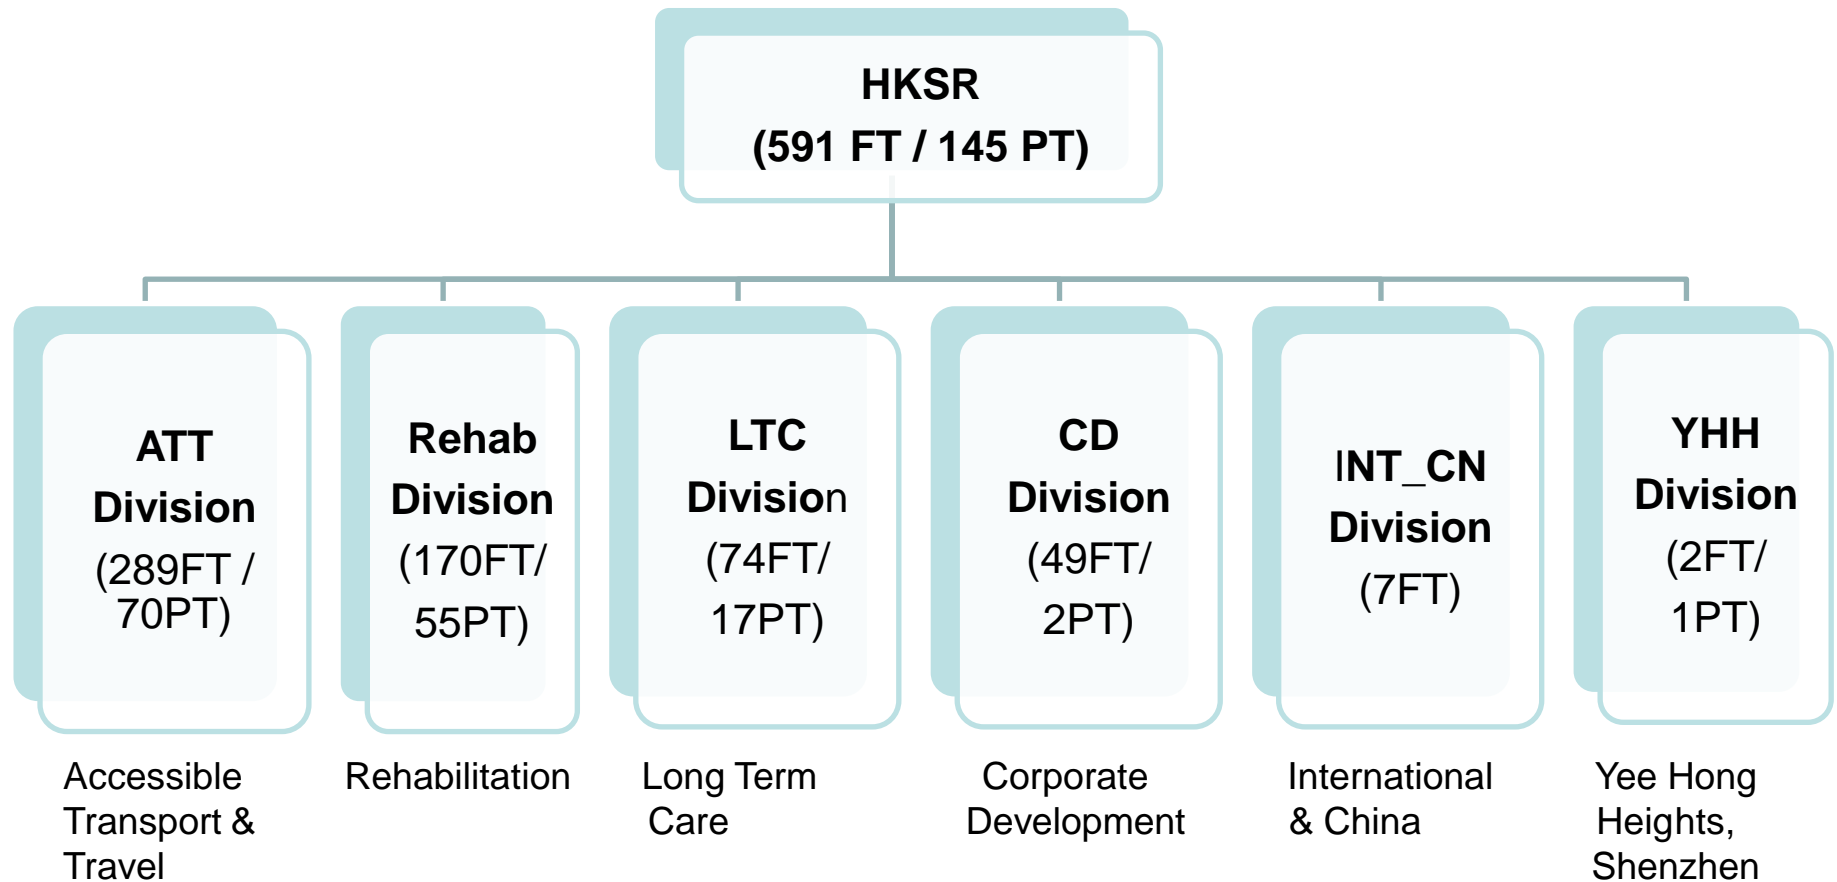 HKSR
(591 FT / 145 PT)
ATT
Division
(289FT /
70PT)
Rehab
Division
(170FT/
55PT)
LTC
Division
(74FT/
17PT)
CD
Division
(49FT/
2PT)
INT_CN
Division
(7FT)
YHH
Division
(2FT/
1PT)
Accessible
Transport &
Travel
Rehabilitation
Long Term
Care
Corporate
Development
International
& China
Yee Hong
Heights,
Shenzhen